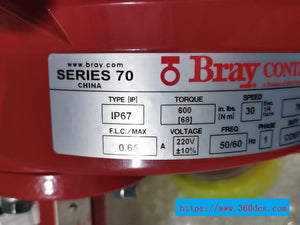 www.bray.com
SERIES 70
CHINA
Bray CONT
TYPE [IP] TORQUE SPEED
IP67 600 [68] in. lbs. [Nm] 30
F.L.C./MAX VOLTAGE FREQ PHASE
0.65 A 220V ±10% 50/60 Hz 1
https://www.360dcs.com